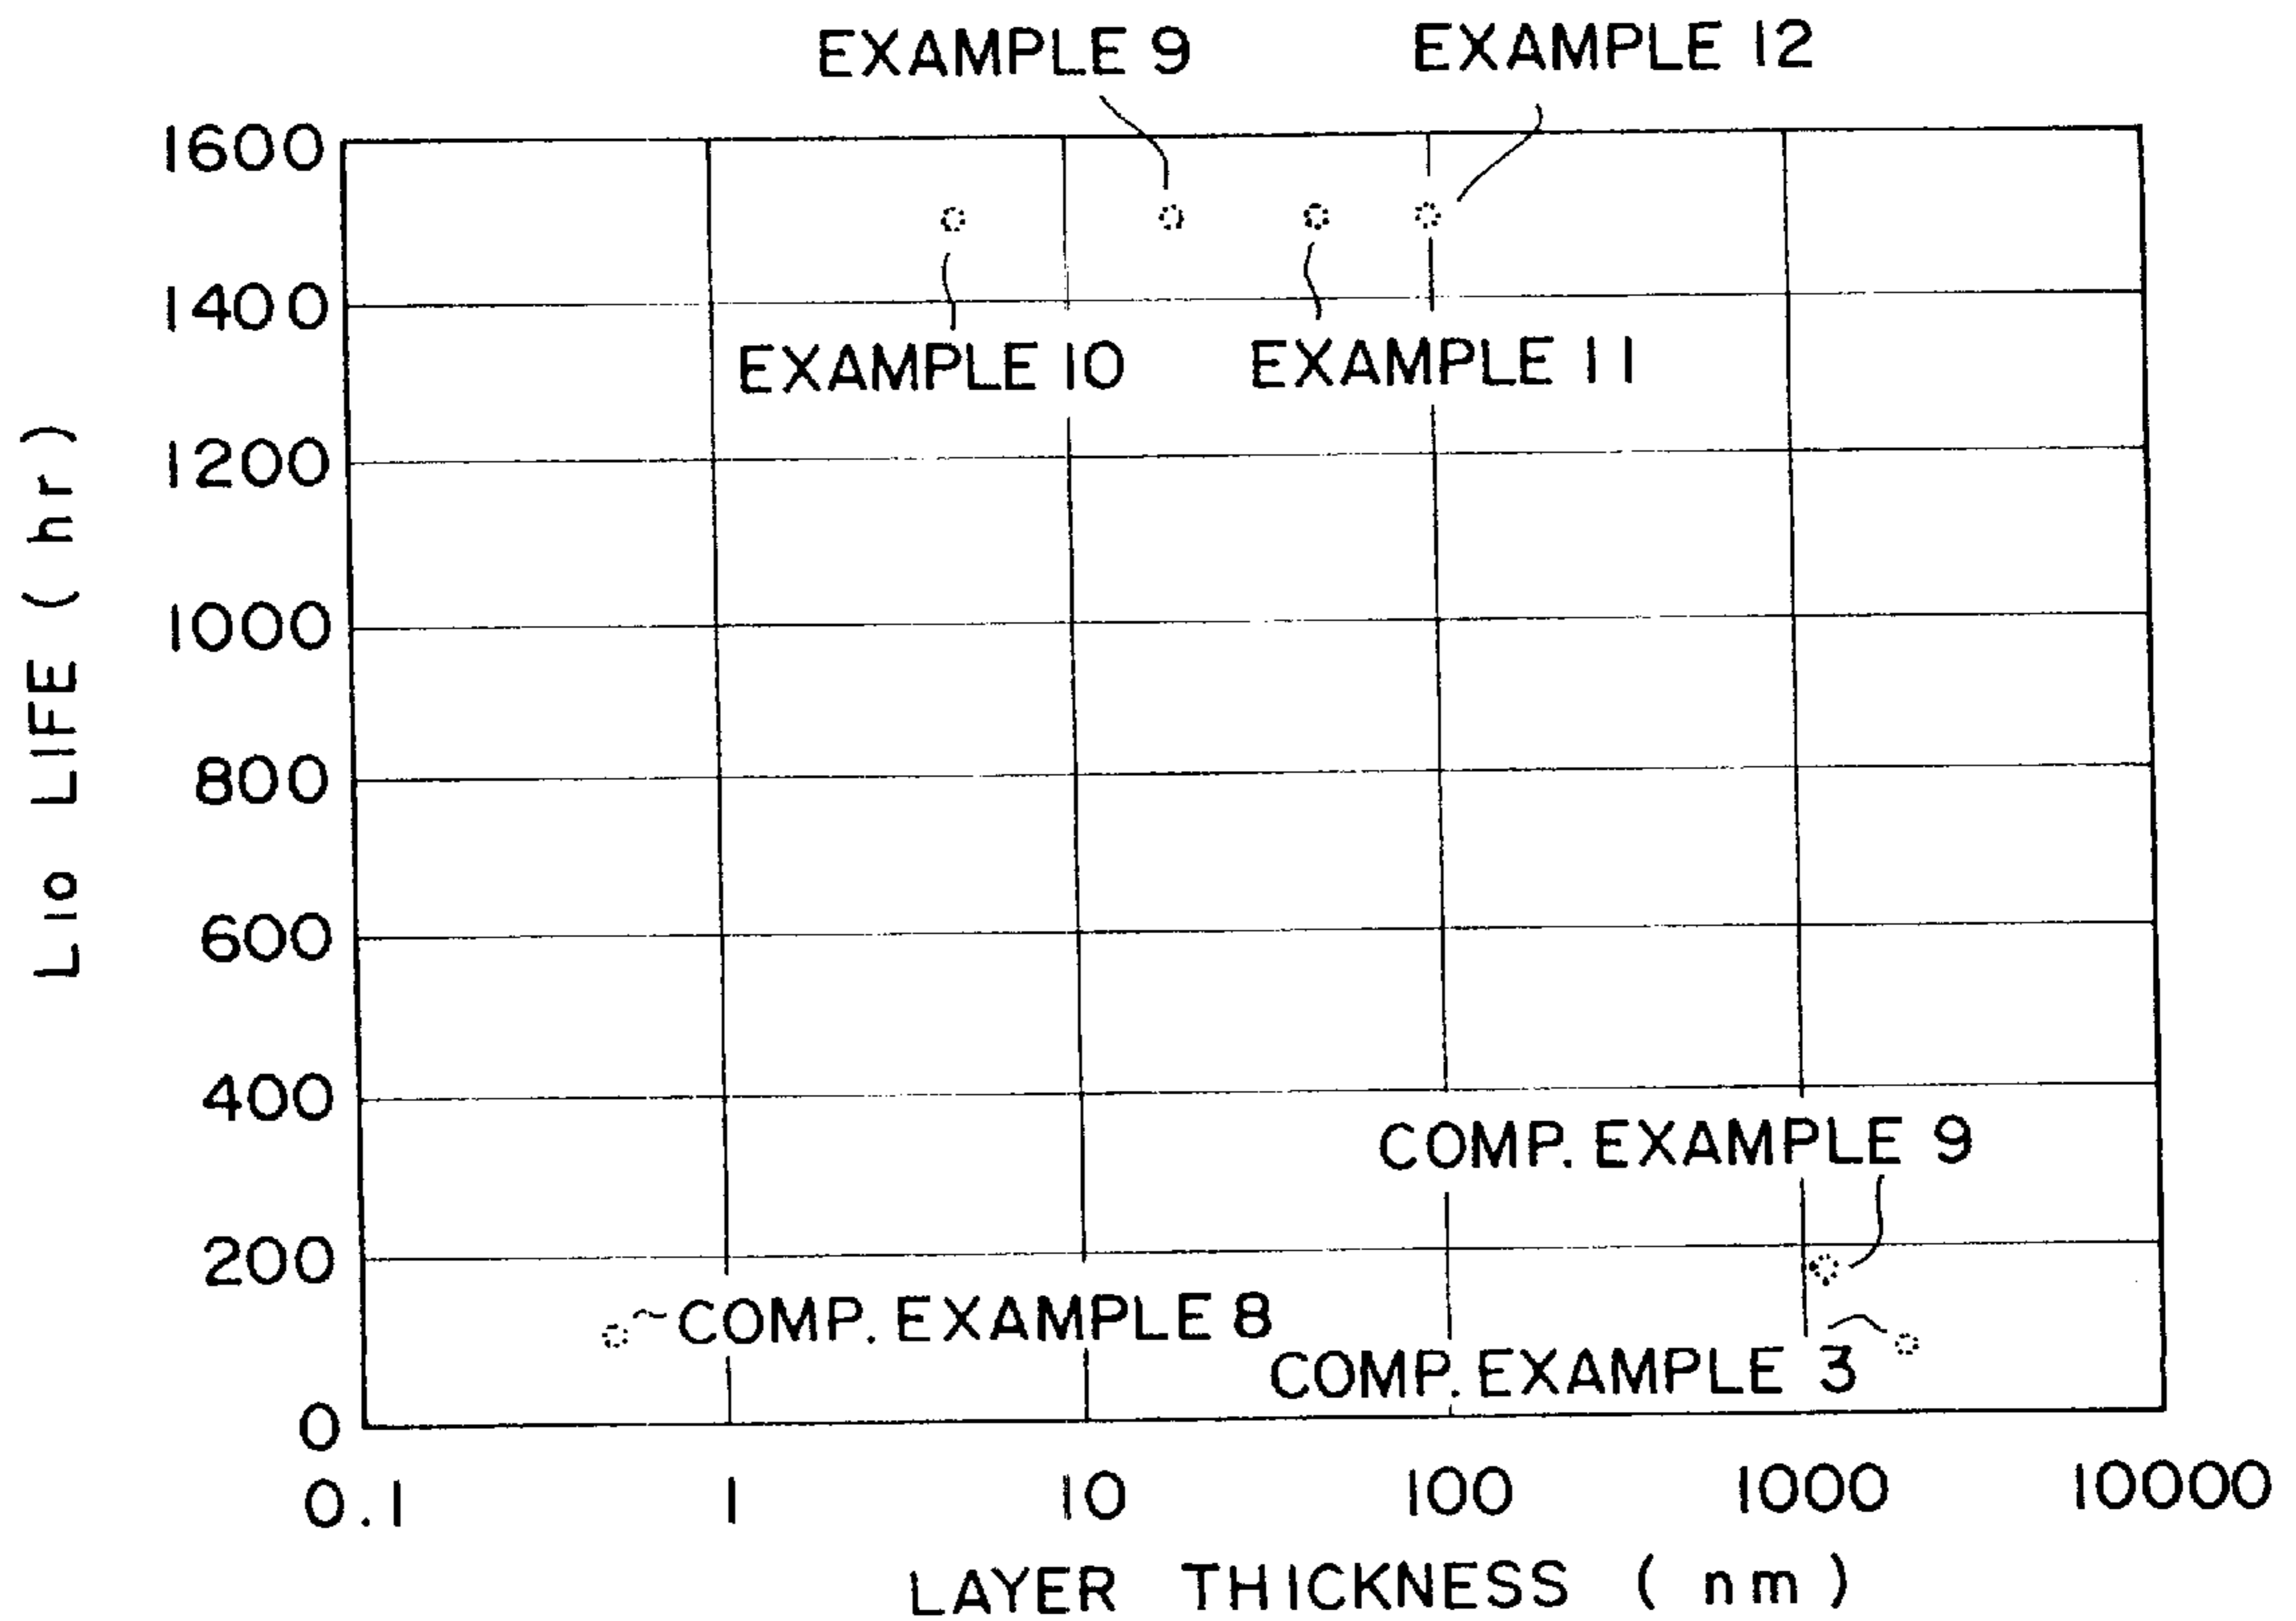 EXAMPLE 9
EXAMPLE 12
1600
1400
EXAMPLE 10
EXAMPLE 11
1200
1000
800
600
400
COMP. EXAMPLE 9
200
COMP. EXAMPLE 8
COMP. EXAMPLE 3
0
0.1
1
10
100
1000
10000
LAYER THICKNESS (nm)
L10 LIFE (hr)